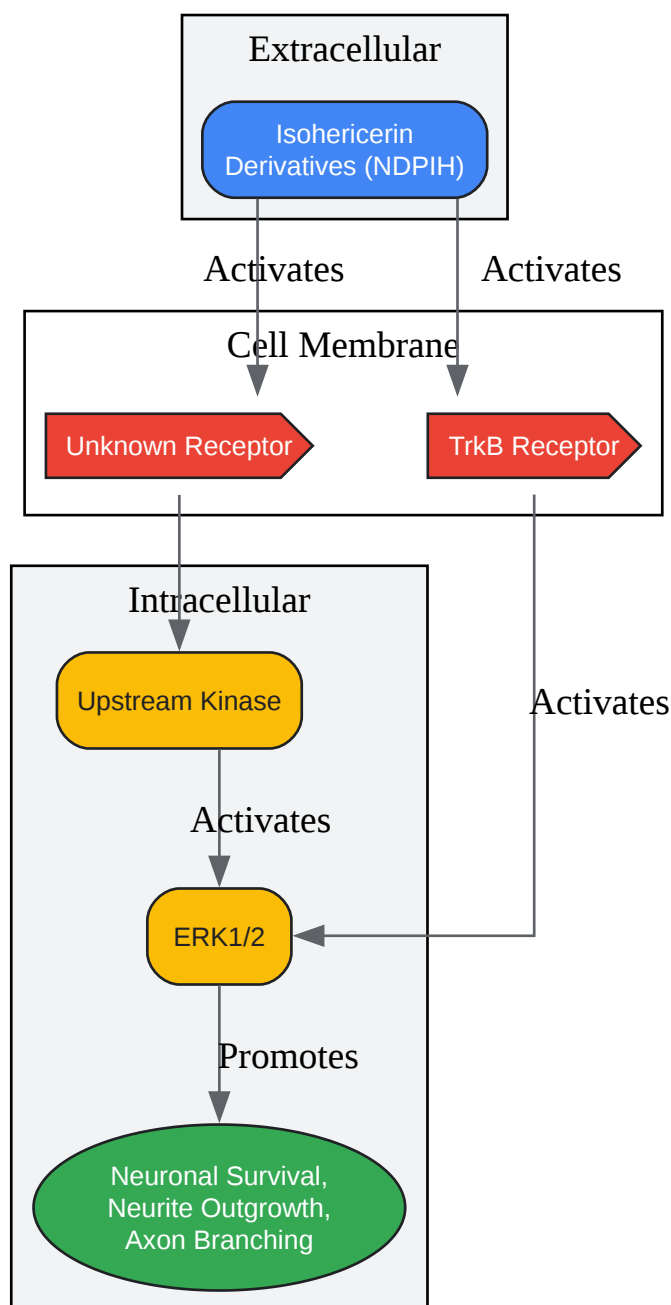 Extracellular
Isohericerin
Derivatives (NDPIH)
Activates
Activates
Cell Membrane
Unknown Receptor
TrkB Receptor
Intracellular
Upstream Kinase
Activates
Activates
ERK1/2
Promotes
Neuronal Survival,
Neurite Outgrowth,
Axon Branching